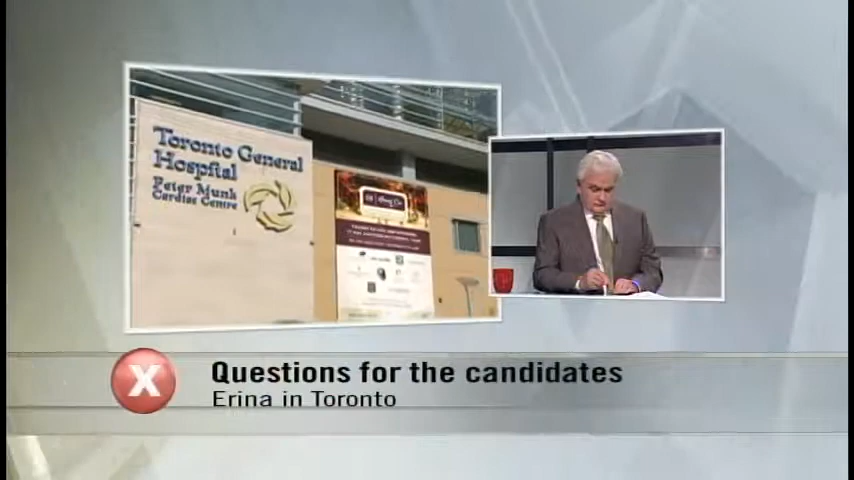 Toronto General
Hospital
Peter Munk
Cardiac Centre
X
Questions for the candidates
Erina in Toronto